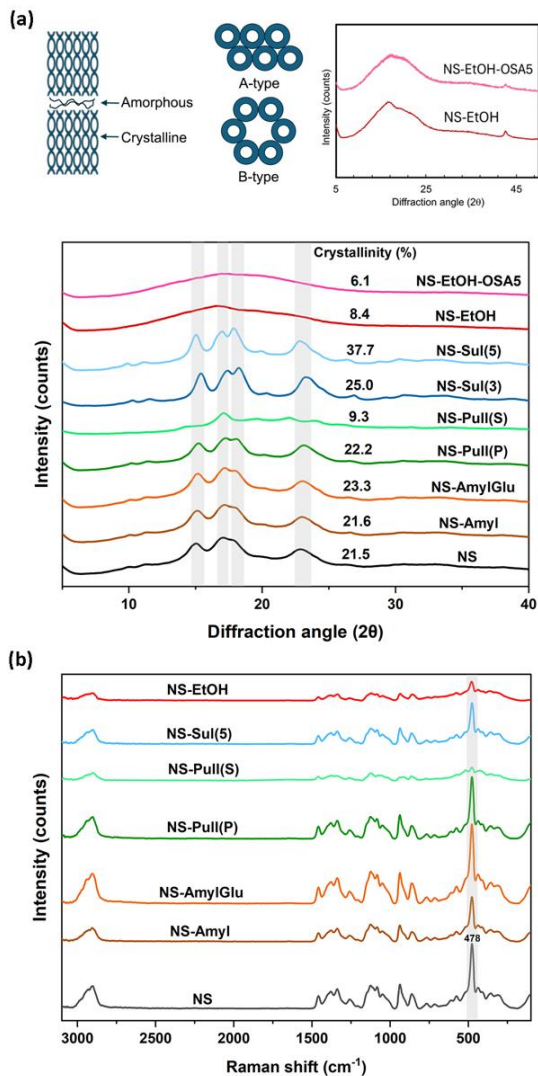 (a)
Amorphous
Crystalline
A-type
B-type
Intensity (counts)
NS-EtOH-OSA5
NS-EtOH
5 25 45
Diffraction angle (2θ)
Crystallinity (%)
6.1 NS-EtOH-OSA5
8.4 NS-EtOH
37.7 NS-Sul(5)
25.0 NS-Sul(3)
9.3 NS-Pull(S)
22.2 NS-Pull(P)
23.3 NS-AmylGlu
21.6 NS-Amyl
21.5 NS
Intensity (counts)
10 20 30 40
Diffraction angle (2θ)
(b)
NS-EtOH
NS-Sul(5)
NS-Pull(S)
NS-Pull(P)
NS-AmylGlu
NS-Amyl
478
NS
Intensity (counts)
3000 2500 2000 1500 1000 500
Raman shift (cm⁻¹)